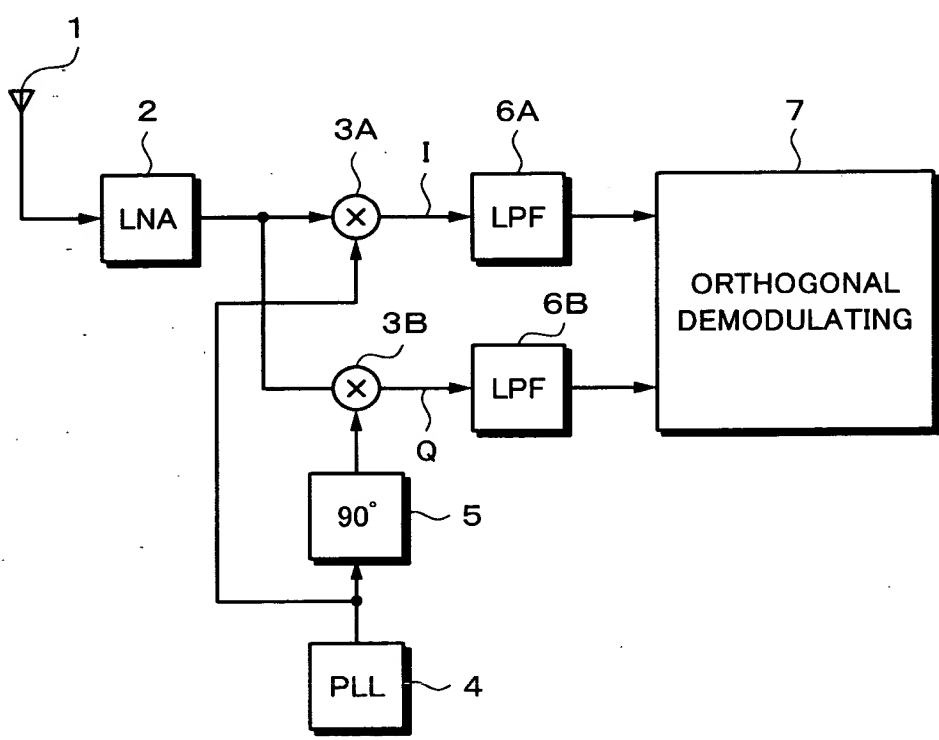 1
2
3A
I
6A
7
LNA
×
LPF
ORTHOGONAL
DEMODULATING
3B
6B
×
LPF
Q
90°
5
PLL
4